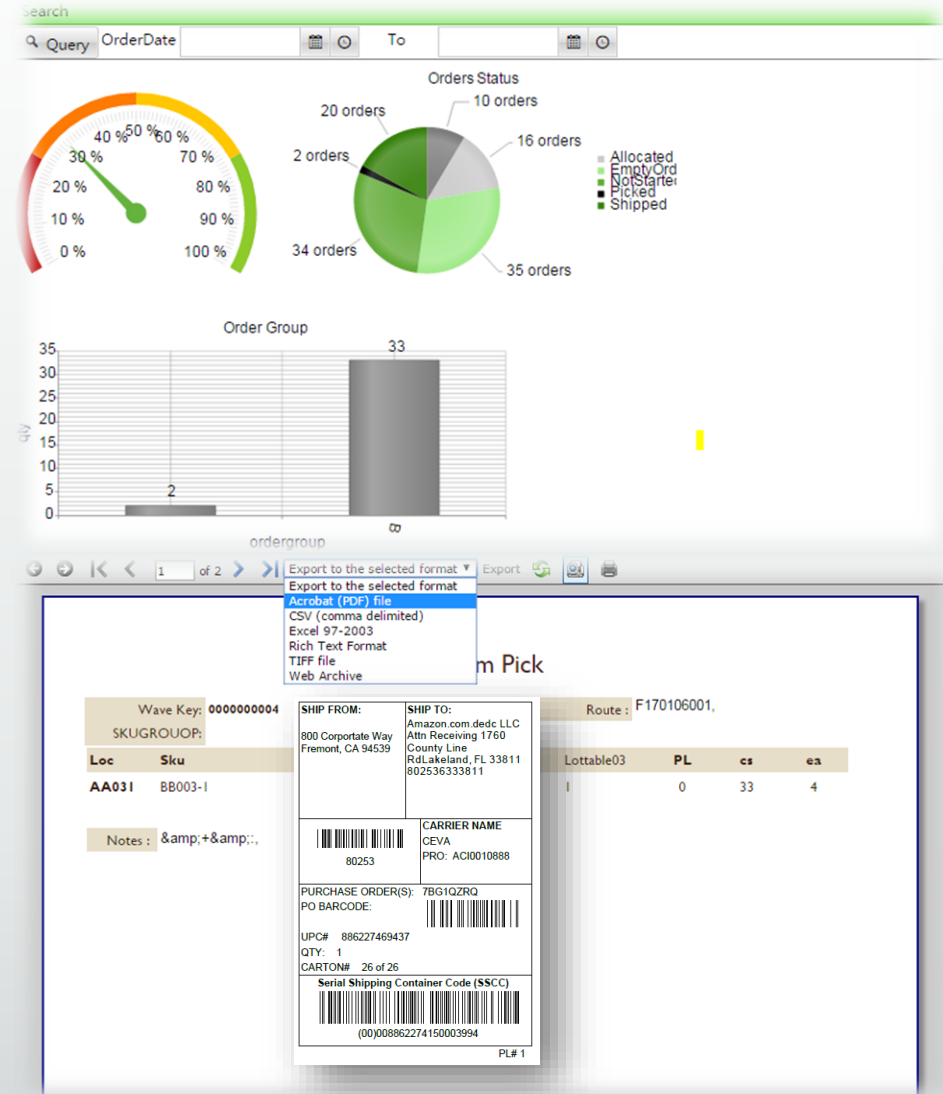 Search
Query OrderDate To
Orders Status
10 orders
20 orders
16 orders
2 orders
34 orders
35 orders
Allocated
EmptyOrd
NotStarte
Picked
Shipped
0 %
10 %
20 %
30 %
40 %
50 %
60 %
70 %
80 %
90 %
100 %
Order Group
35
30
25
20
15
10
5
0
qty
2
33
8
ordergroup
1 of 2 Export to the selected format Export
Export to the selected format
Acrobat (PDF) file
CSV (comma delimited)
Excel 97-2003
Rich Text Format
TIFF file
Web Archive
m Pick
Wave Key: 0000000004
Route : F170106001,
SKUGROUOP:
Loc Sku Lottable03 PL cs ea
AA031 BB003-1 1 0 33 4
Notes : &amp;+&amp;:,
SHIP FROM:
800 Corportate Way
Fremont, CA 94539
SHIP TO:
Amazon.com.dedc LLC
Attn Receiving 1760
County Line
RdLakeland, FL 33811
802536333811
80253
CARRIER NAME
CEVA
PRO: ACI0010888
PURCHASE ORDER(S): 7BG1QZRQ
PO BARCODE:
UPC# 886227469437
QTY: 1
CARTON# 26 of 26
Serial Shipping Container Code (SSCC)
(00)008862274150003994
PL# 1